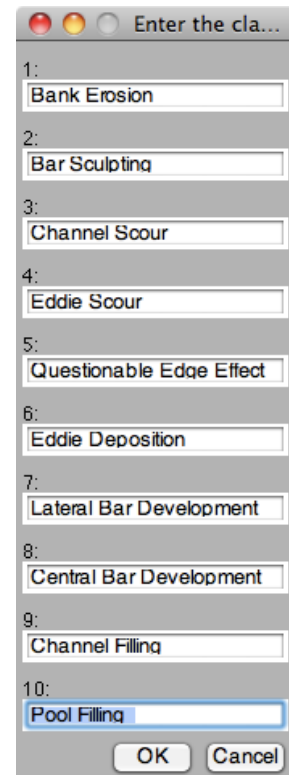 Enter the cla...
1:
Bank Erosion
2:
Bar Sculpting
3:
Channel Scour
4:
Eddie Scour
5:
Questionable Edge Effect
6:
Eddie Deposition
7:
Lateral Bar Development
8:
Central Bar Development
9:
Channel Filling
10:
Pool Filling
OK Cancel